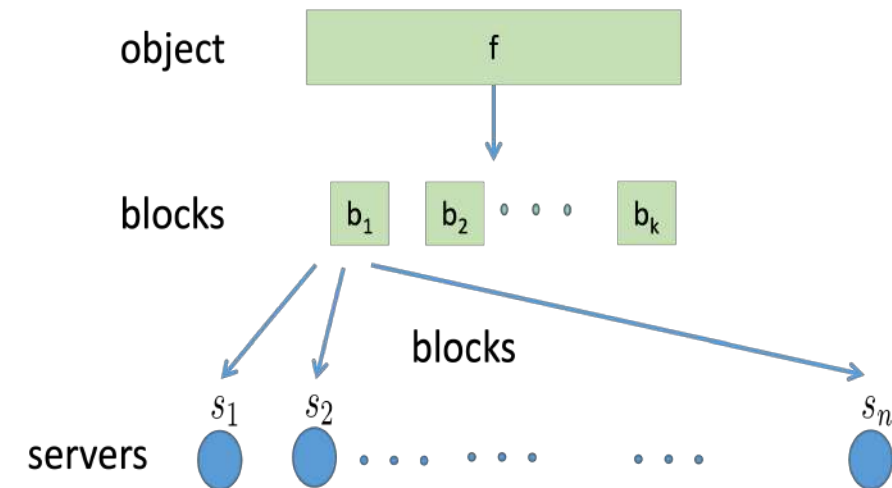 object f
blocks b₁ b₂ bₖ
blocks
s₁ s₂ sₙ
servers